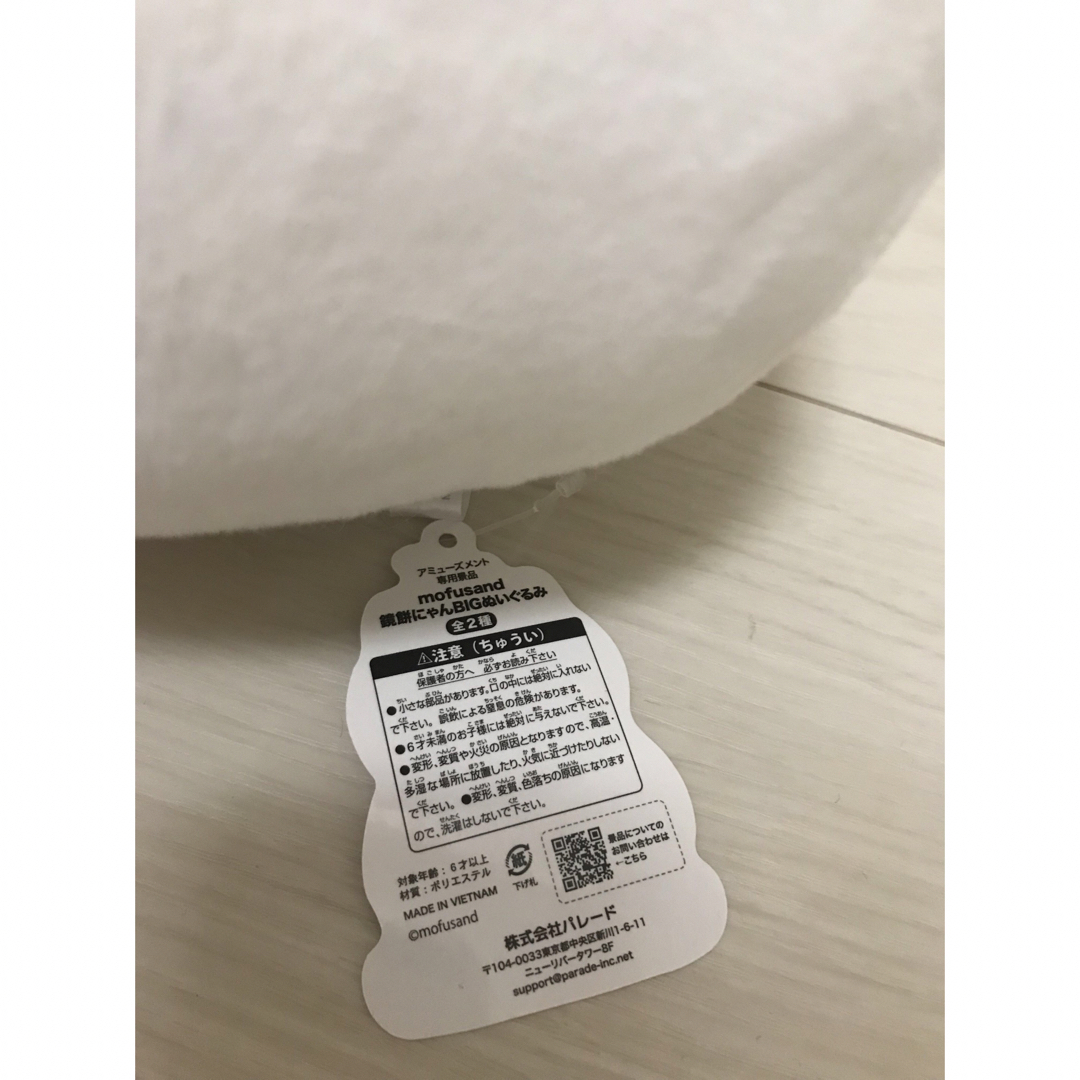 アミューズメント
専用景品
mofusand
鏡餅にゃんBIGぬいぐるみ
全2種
⚠注意（ちゅうい）
保護者の方へ 必ずお読み下さい
●小さな部品があります。口の中には絶対に入れない
で下さい。誤飲による窒息の危険があります。
●6才未満のお子様には絶対に与えないで下さい。
●変形、変質や火災の原因となりますので、高温・
多湿な場所に放置したり、火気に近づけたりしない
で下さい。●変形、変質、色落ちの原因になります
ので、洗濯はしないで下さい。
対象年齢：6才以上
材質：ポリエステル
MADE IN VIETNAM
©mofusand
紙
下げ札
景品についての
お問い合わせは
←こちら
株式会社パレード
〒104-0033東京都中央区新川1-6-11
ニューリバータワー8F
support@parade-inc.net